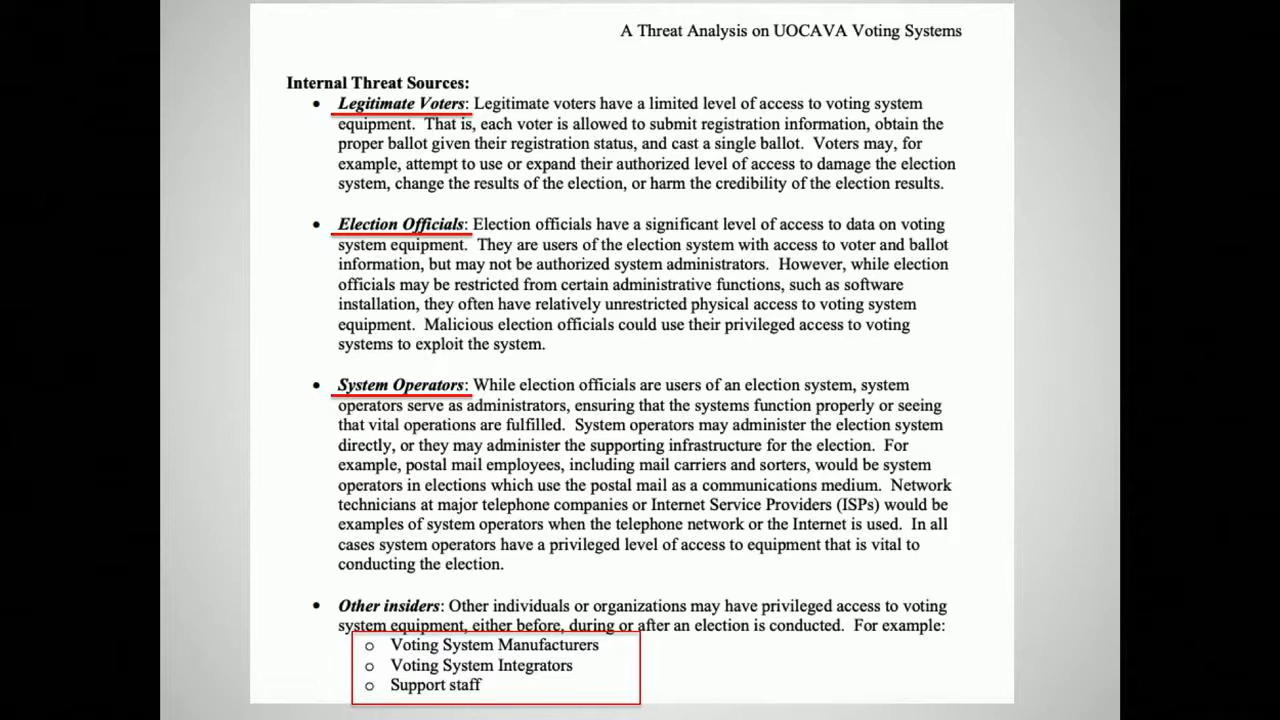 A Threat Analysis on UOCAVA Voting Systems
Internal Threat Sources:
• Legitimate Voters: Legitimate voters have a limited level of access to voting system
equipment. That is, each voter is allowed to submit registration information, obtain the
proper ballot given their registration status, and cast a single ballot. Voters may, for
example, attempt to use or expand their authorized level of access to damage the election
system, change the results of the election, or harm the credibility of the election results.
• Election Officials: Election officials have a significant level of access to data on voting
system equipment. They are users of the election system with access to voter and ballot
information, but may not be authorized system administrators. However, while election
officials may be restricted from certain administrative functions, such as software
installation, they often have relatively unrestricted physical access to voting system
equipment. Malicious election officials could use their privileged access to voting
systems to exploit the system.
• System Operators: While election officials are users of an election system, system
operators serve as administrators, ensuring that the systems function properly or seeing
that vital operations are fulfilled. System operators may administer the election system
directly, or they may administer the supporting infrastructure for the election. For
example, postal mail employees, including mail carriers and sorters, would be system
operators in elections which use the postal mail as a communications medium. Network
technicians at major telephone companies or Internet Service Providers (ISPs) would be
examples of system operators when the telephone network or the Internet is used. In all
cases system operators have a privileged level of access to equipment that is vital to
conducting the election.
• Other insiders: Other individuals or organizations may have privileged access to voting
system equipment, either before, during or after an election is conducted. For example:
o Voting System Manufacturers
o Voting System Integrators
o Support staff